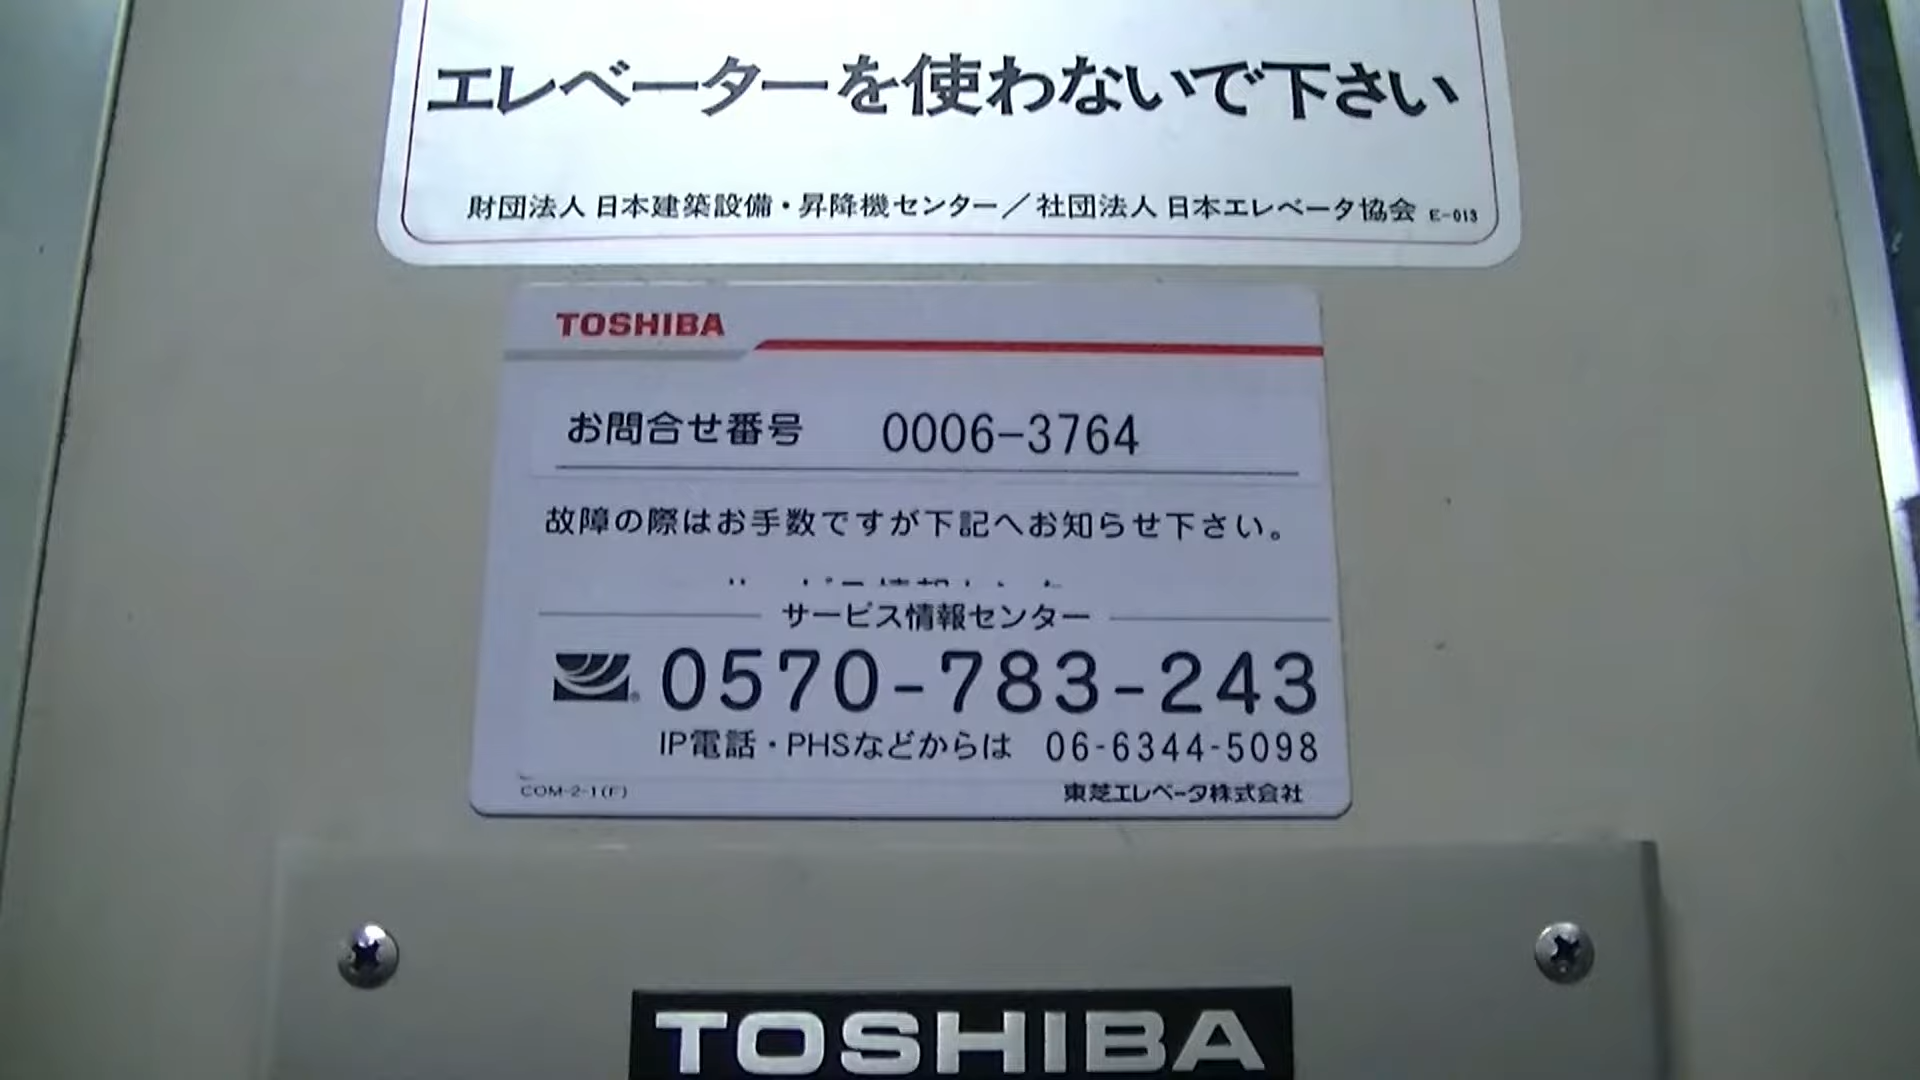 エレベーターを使わないで下さい
財団法人 日本建築設備・昇降機センター／社団法人 日本エレベータ協会 E-013
TOSHIBA
お問合せ番号 0006-3764
故障の際はお手数ですが下記へお知らせ下さい。
サービス情報センター
0570-783-243
IP電話・PHSなどからは 06-6344-5098
COM-2-1(F) 東芝エレベータ株式会社
TOSHIBA